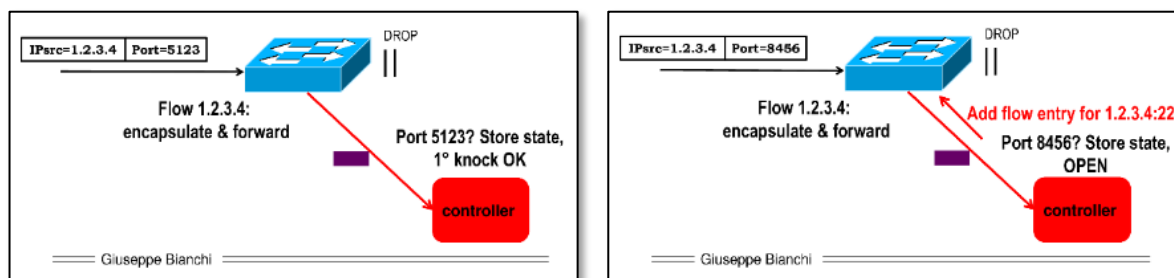 IPsrc=1.2.3.4 Port=5123
DROP
Flow 1.2.3.4:
encapsulate & forward
Port 5123? Store state,
1° knock OK
controller
Giuseppe Bianchi
IPsrc=1.2.3.4 Port=8456
DROP
Flow 1.2.3.4:
encapsulate & forward
Add flow entry for 1.2.3.4:22
Port 8456? Store state,
OPEN
controller
Giuseppe Bianchi